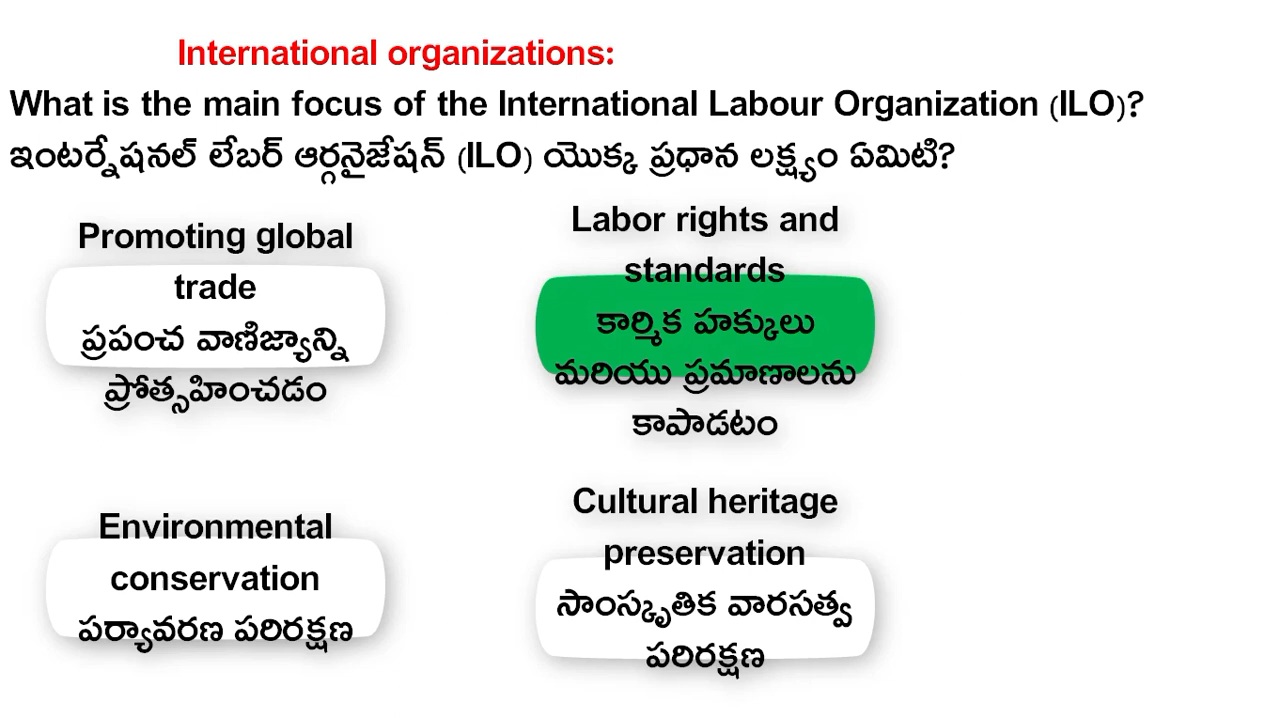 International organizations:
What is the main focus of the International Labour Organization (ILO)?
ఇంటర్నేషనల్ లేబర్ ఆర్గనైజేషన్ (ILO) యొక్క ప్రధాన లక్ష్యం ఏమిటి?
Promoting global
trade
ప్రపంచ వాణిజ్యాన్ని
ప్రోత్సహించడం
Labor rights and
standards
కార్మిక హక్కులు
మరియు ప్రమాణాలను
కాపాడటం
Environmental
conservation
పర్యావరణ పరిరక్షణ
Cultural heritage
preservation
సాంస్కృతిక వారసత్వ
పరిరక్షణ